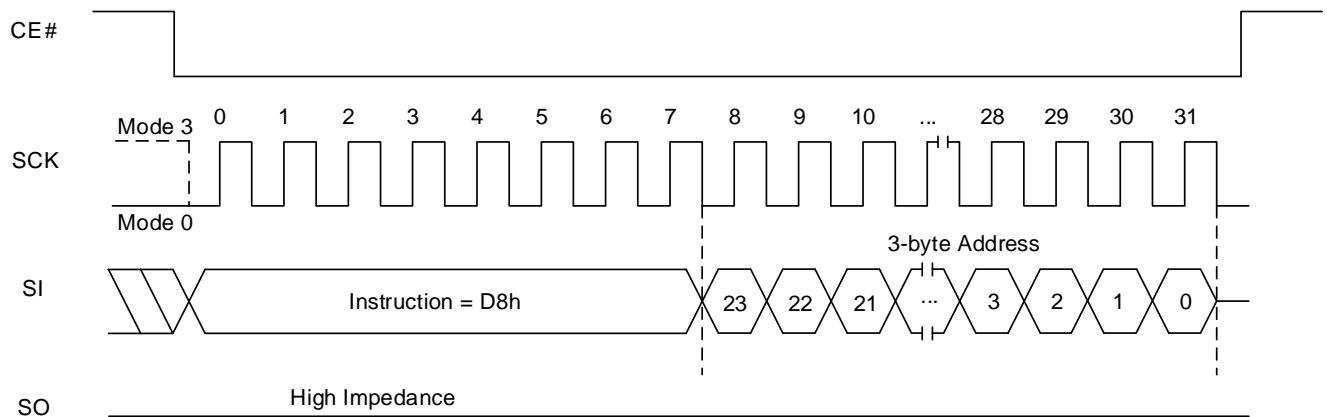 CE#
0 1 2 3 4 5 6 7 8 9 10 ... 28 29 30 31
Mode 3
SCK
Mode 0
3-byte Address
SI
Instruction = D8h
23 22 21 ... 3 2 1 0
High Impedance
SO